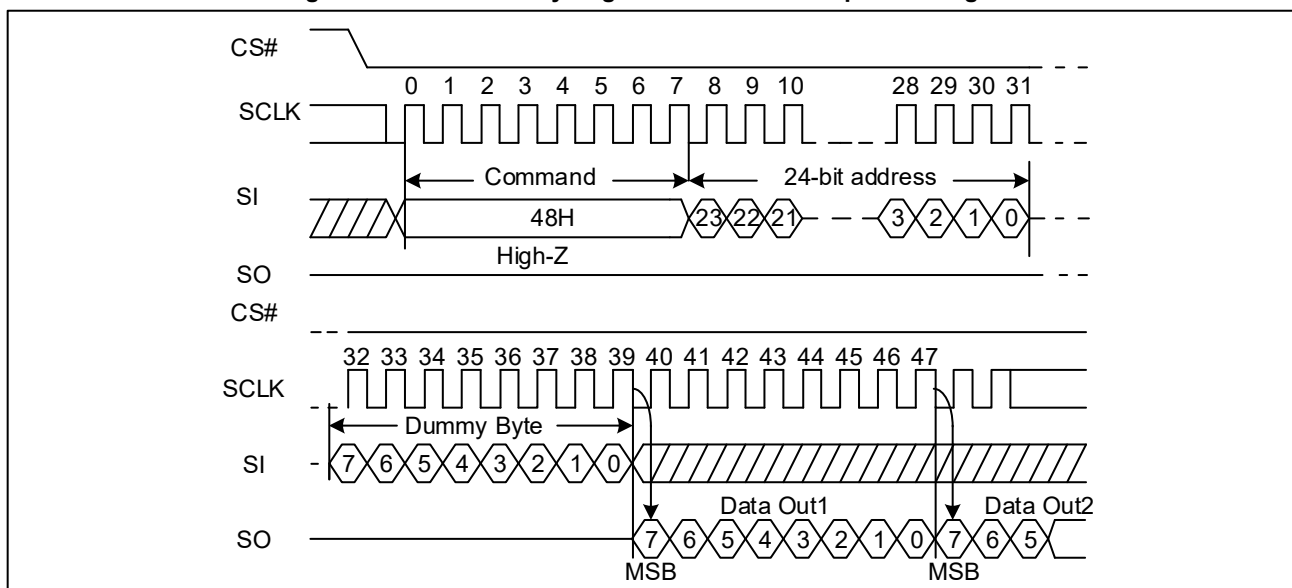 CS#
0 1 2 3 4 5 6 7 8 9 10 28 29 30 31
SCLK
Command 24-bit address
SI
48H 23 22 21 3 2 1 0
High-Z
SO
CS#
32 33 34 35 36 37 38 39 40 41 42 43 44 45 46 47
SCLK
Dummy Byte
SI 7 6 5 4 3 2 1 0
Data Out1 Data Out2
SO 7 6 5 4 3 2 1 0 7 6 5
MSB MSB